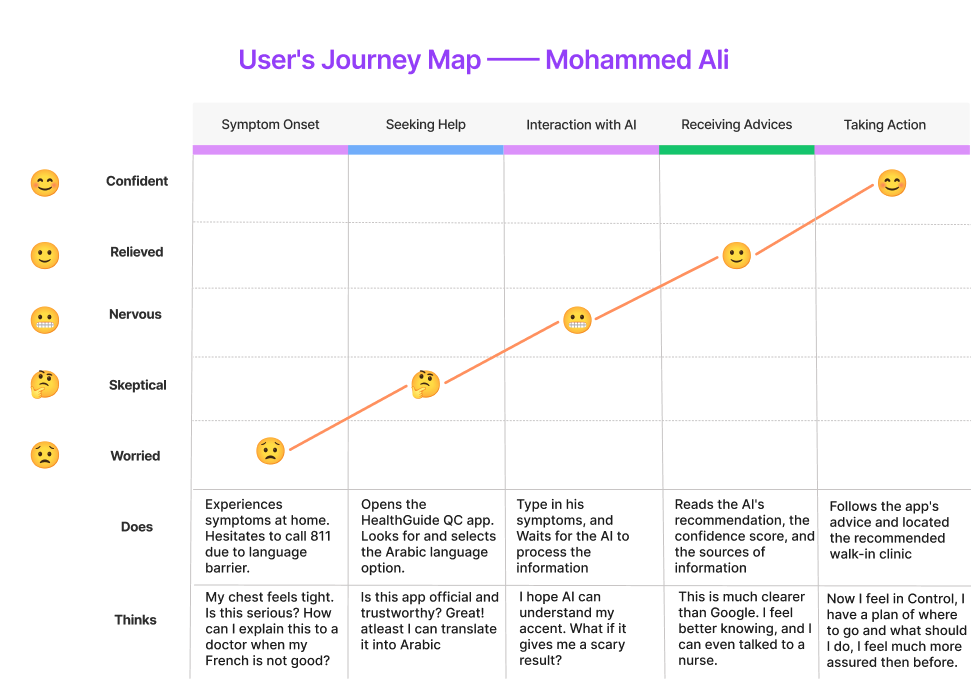 User's Journey Map —— Mohammed Ali
Symptom Onset
Seeking Help
Interaction with AI
Receiving Advices
Taking Action
Confident
Relieved
Nervous
Skeptical
Worried
Does
Experiences
symptoms at home.
Hesitates to call 811
due to language
barrier.
Opens the
HealthGuide QC app.
Looks for and selects
the Arabic language
option.
Type in his
symptoms, and
Waits for the AI to
process the
information
Reads the AI's
recommendation, the
confidence score, and
the sources of
information
Follows the app's
advice and located
the recommended
walk-in clinic
Thinks
My chest feels tight.
Is this serious? How
can I explain this to a
doctor when my
French is not good?
Is this app official and
trustworthy? Great!
atleast I can translate
it into Arabic
I hope AI can
understand my
accent. What if it
gives me a scary
result?
This is much clearer
than Google. I feel
better knowing, and I
can even talked to a
nurse.
Now I feel in Control, I
have a plan of where
to go and what should
I do, I feel much more
assured then before.